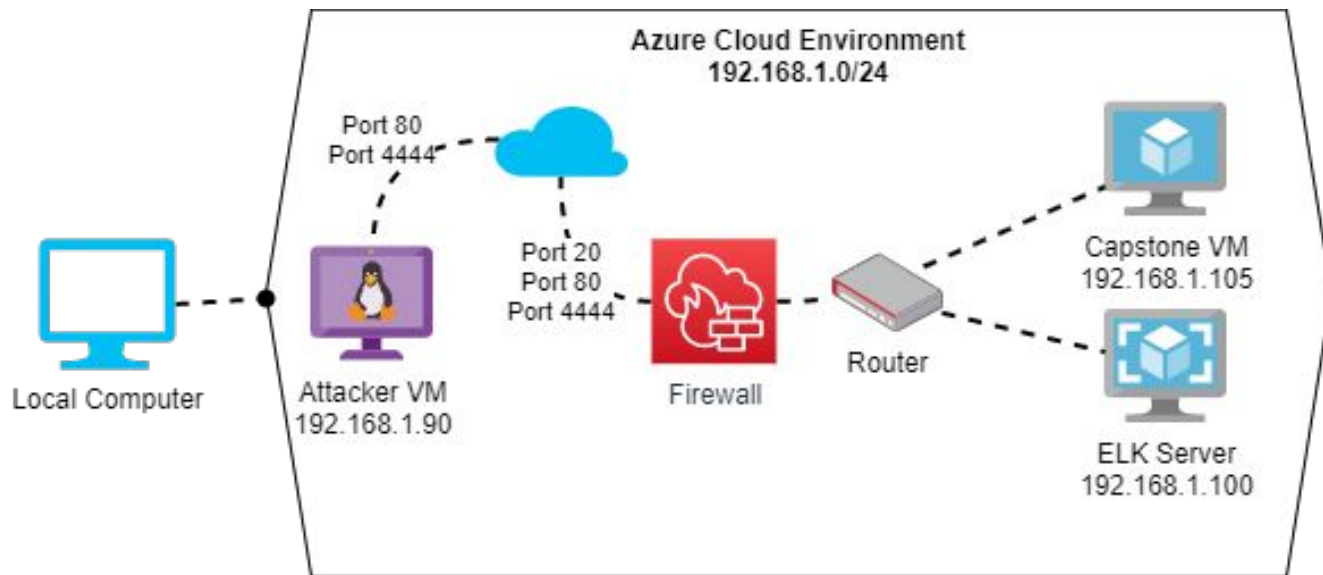 Azure Cloud Environment
192.168.1.0/24
Port 80
Port 4444
Port 20
Port 80
Port 4444
Local Computer
Attacker VM
192.168.1.90
Firewall
Router
Capstone VM
192.168.1.105
ELK Server
192.168.1.100